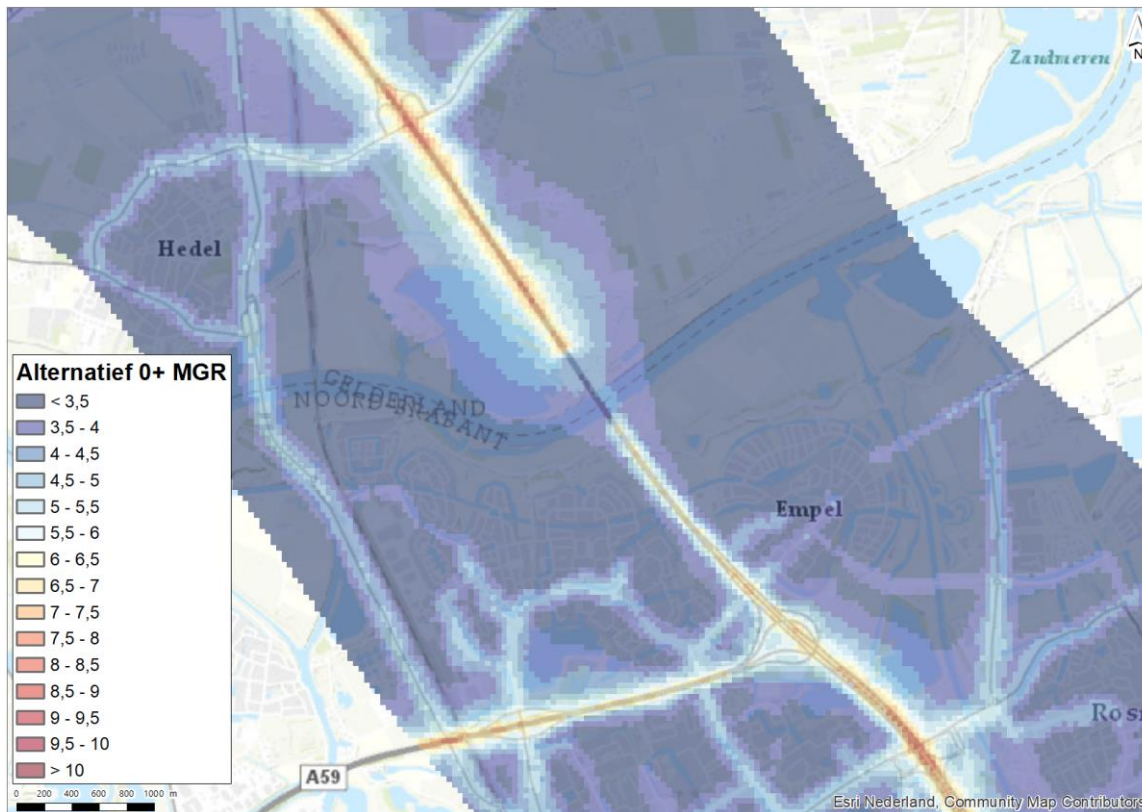 Zandmeren
N
Hedel
Alternatief 0+ MGR
< 3,5
3,5 - 4
4 - 4,5
4,5 - 5
5 - 5,5
5,5 - 6
6 - 6,5
6,5 - 7
7 - 7,5
7,5 - 8
8 - 8,5
8,5 - 9
9 - 9,5
9,5 - 10
> 10
GELDERLAND
NOORD-BRABANT
Empel
Rosm
A59
0 200 400 600 800 1000 m
Esri Nederland, Community Map Contributors